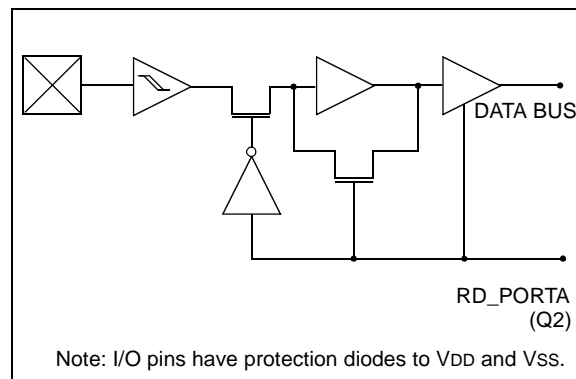 DATA BUS
RD_PORTA
(Q2)
Note: I/O pins have protection diodes to VDD and VSS.